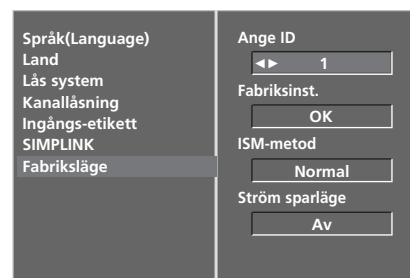 Språk(Language)
Land
Lås system
Kanallåsning
Ingångs-etikett
SIMPLINK
Fabriksläge
Ange ID
◄► 1
Fabriksinst.
OK
ISM-metod
Normal
Ström sparläge
Av